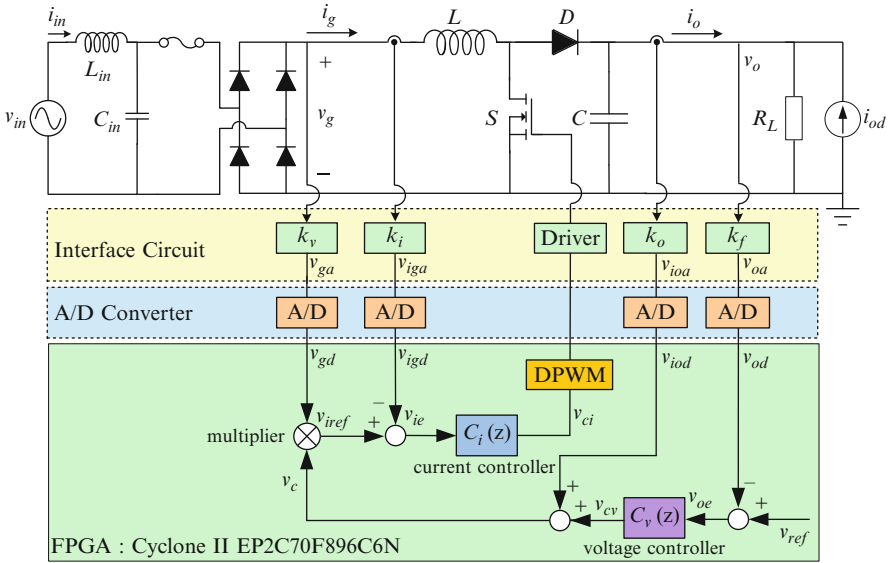 i_in
i_g
L
D
i_o
L_in
+
v_o
v_in
C_in
v_g
S
C
R_L
i_od
−
Interface Circuit
k_v
k_i
Driver
k_o
k_f
v_ga
v_iga
v_ioa
v_oa
A/D Converter
A/D
A/D
A/D
A/D
v_gd
v_igd
v_iod
v_od
DPWM
−
v_iref
+
v_ie
C_i(z)
v_ci
multiplier
current controller
v_c
+
+
v_cv
C_v(z)
v_oe
−
+
v_ref
voltage controller
FPGA : Cyclone II EP2C70F896C6N